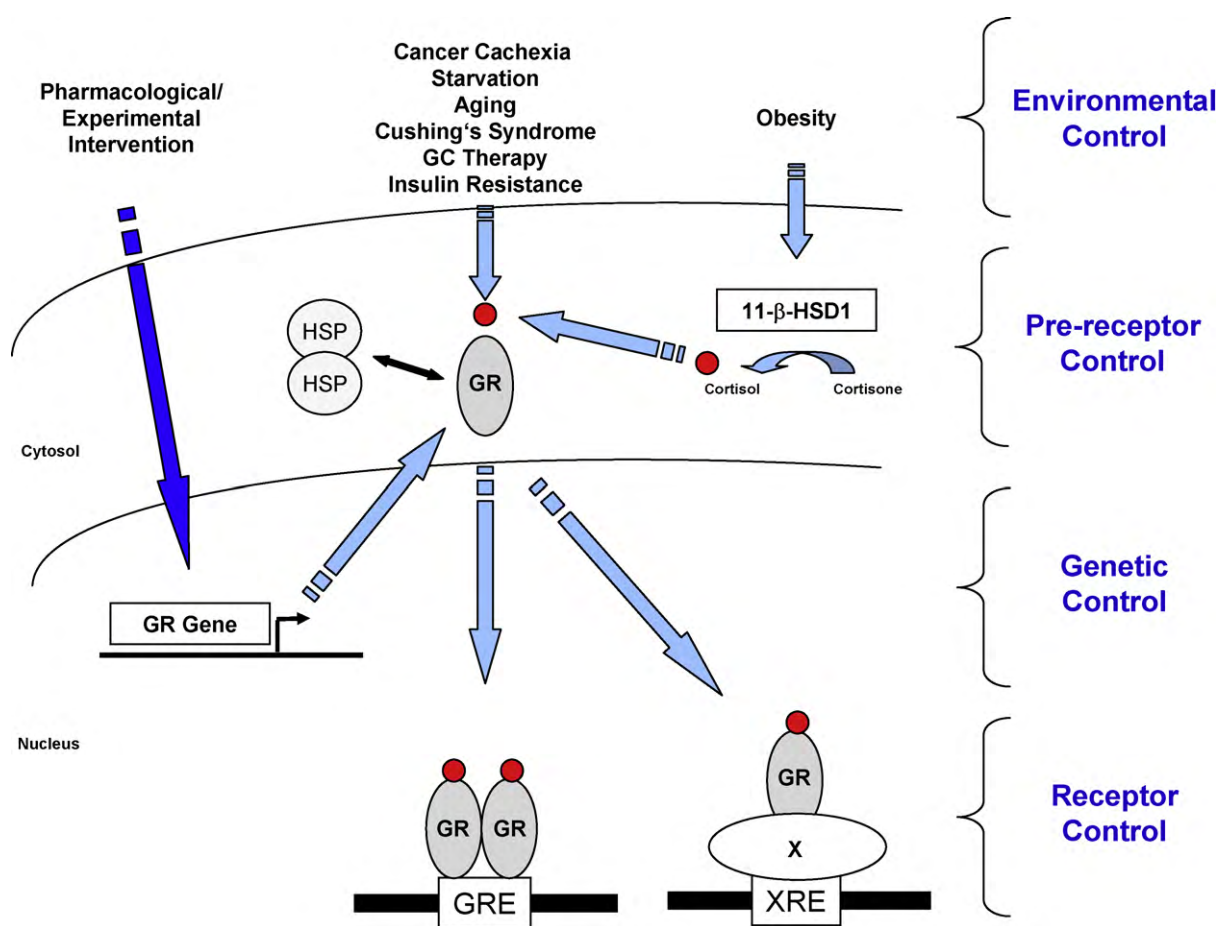 Pharmacological/
Experimental
Intervention
Cancer Cachexia
Starvation
Aging
Cushing‘s Syndrome
GC Therapy
Insulin Resistance
Obesity
Environmental
Control
HSP
HSP
GR
11-β-HSD1
Cortisol
Cortisone
Pre-receptor
Control
Cytosol
GR Gene
Genetic
Control
Nucleus
GR
GR
GRE
GR
X
XRE
Receptor
Control